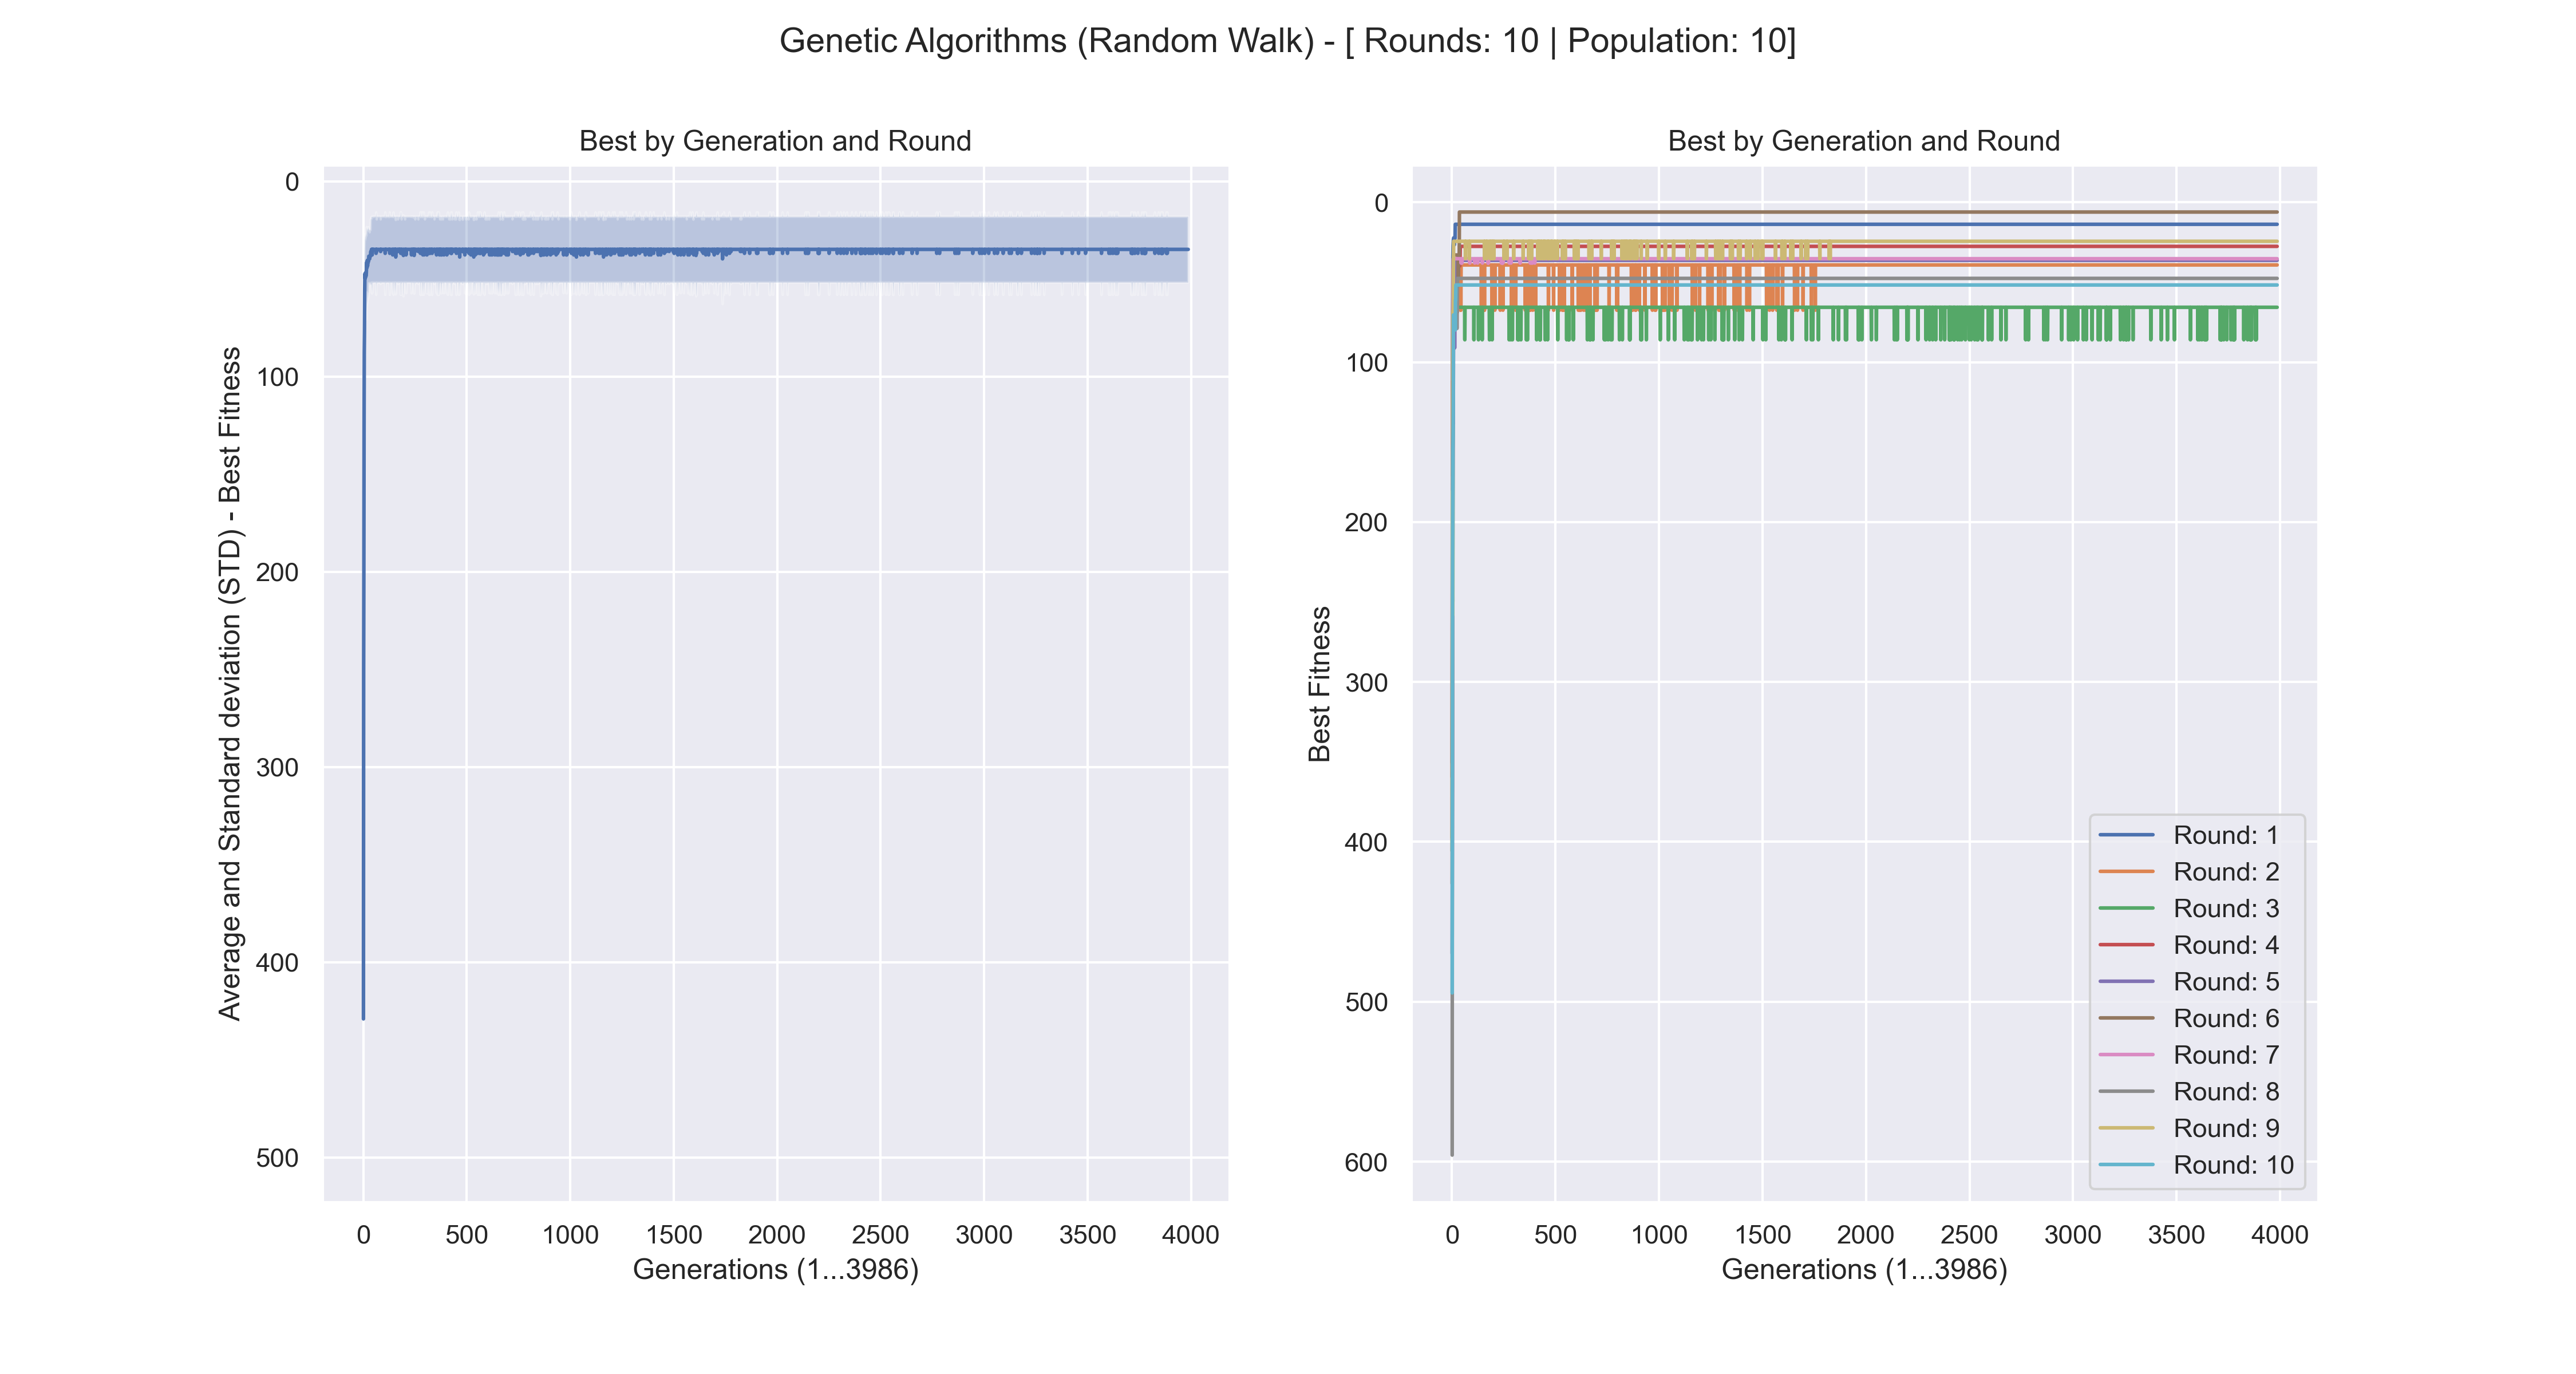 Genetic Algorithms (Random Walk) - [ Rounds: 10 | Population: 10]
Best by Generation and Round
Average and Standard deviation (STD) - Best Fitness
0
100
200
300
400
500
0 500 1000 1500 2000 2500 3000 3500 4000
Generations (1...3986)
Best by Generation and Round
Best Fitness
0
100
200
300
400
500
600
Round: 1
Round: 2
Round: 3
Round: 4
Round: 5
Round: 6
Round: 7
Round: 8
Round: 9
Round: 10
0 500 1000 1500 2000 2500 3000 3500 4000
Generations (1...3986)